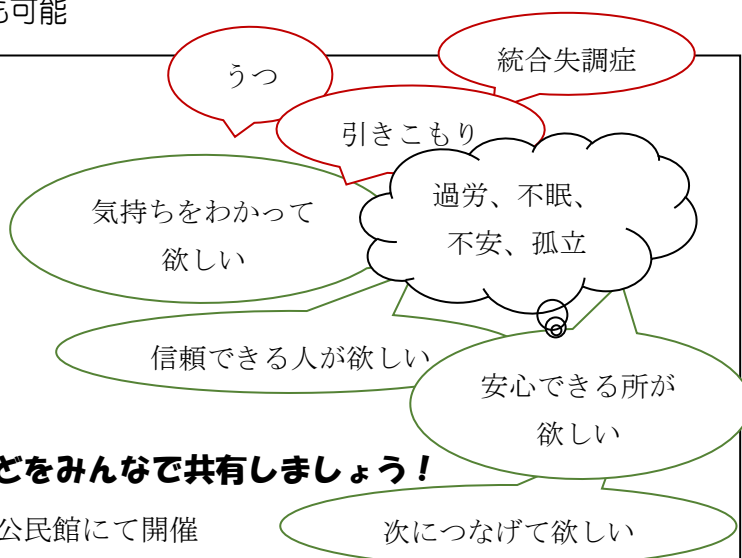 も可能
統合失調症
うつ
引きこもり
過労、不眠、
不安、孤立
気持ちをわかって
欲しい
信頼できる人が欲しい
安心できる所が
欲しい
どをみんなで共有しましょう！
公民館にて開催
次につなげて欲しい